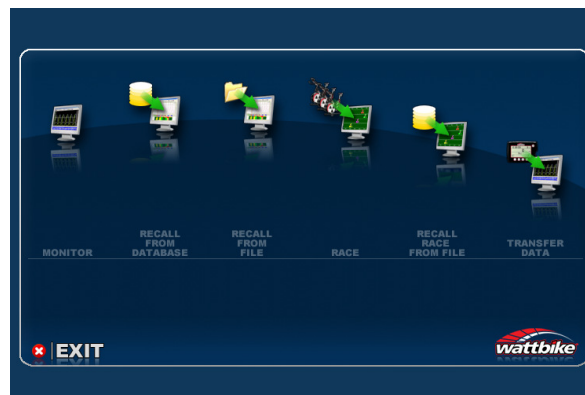 MONITOR
RECALL
FROM
DATABASE
RECALL
FROM
FILE
RACE
RECALL
RACE
FROM FILE
TRANSFER
DATA
EXIT
wattbike